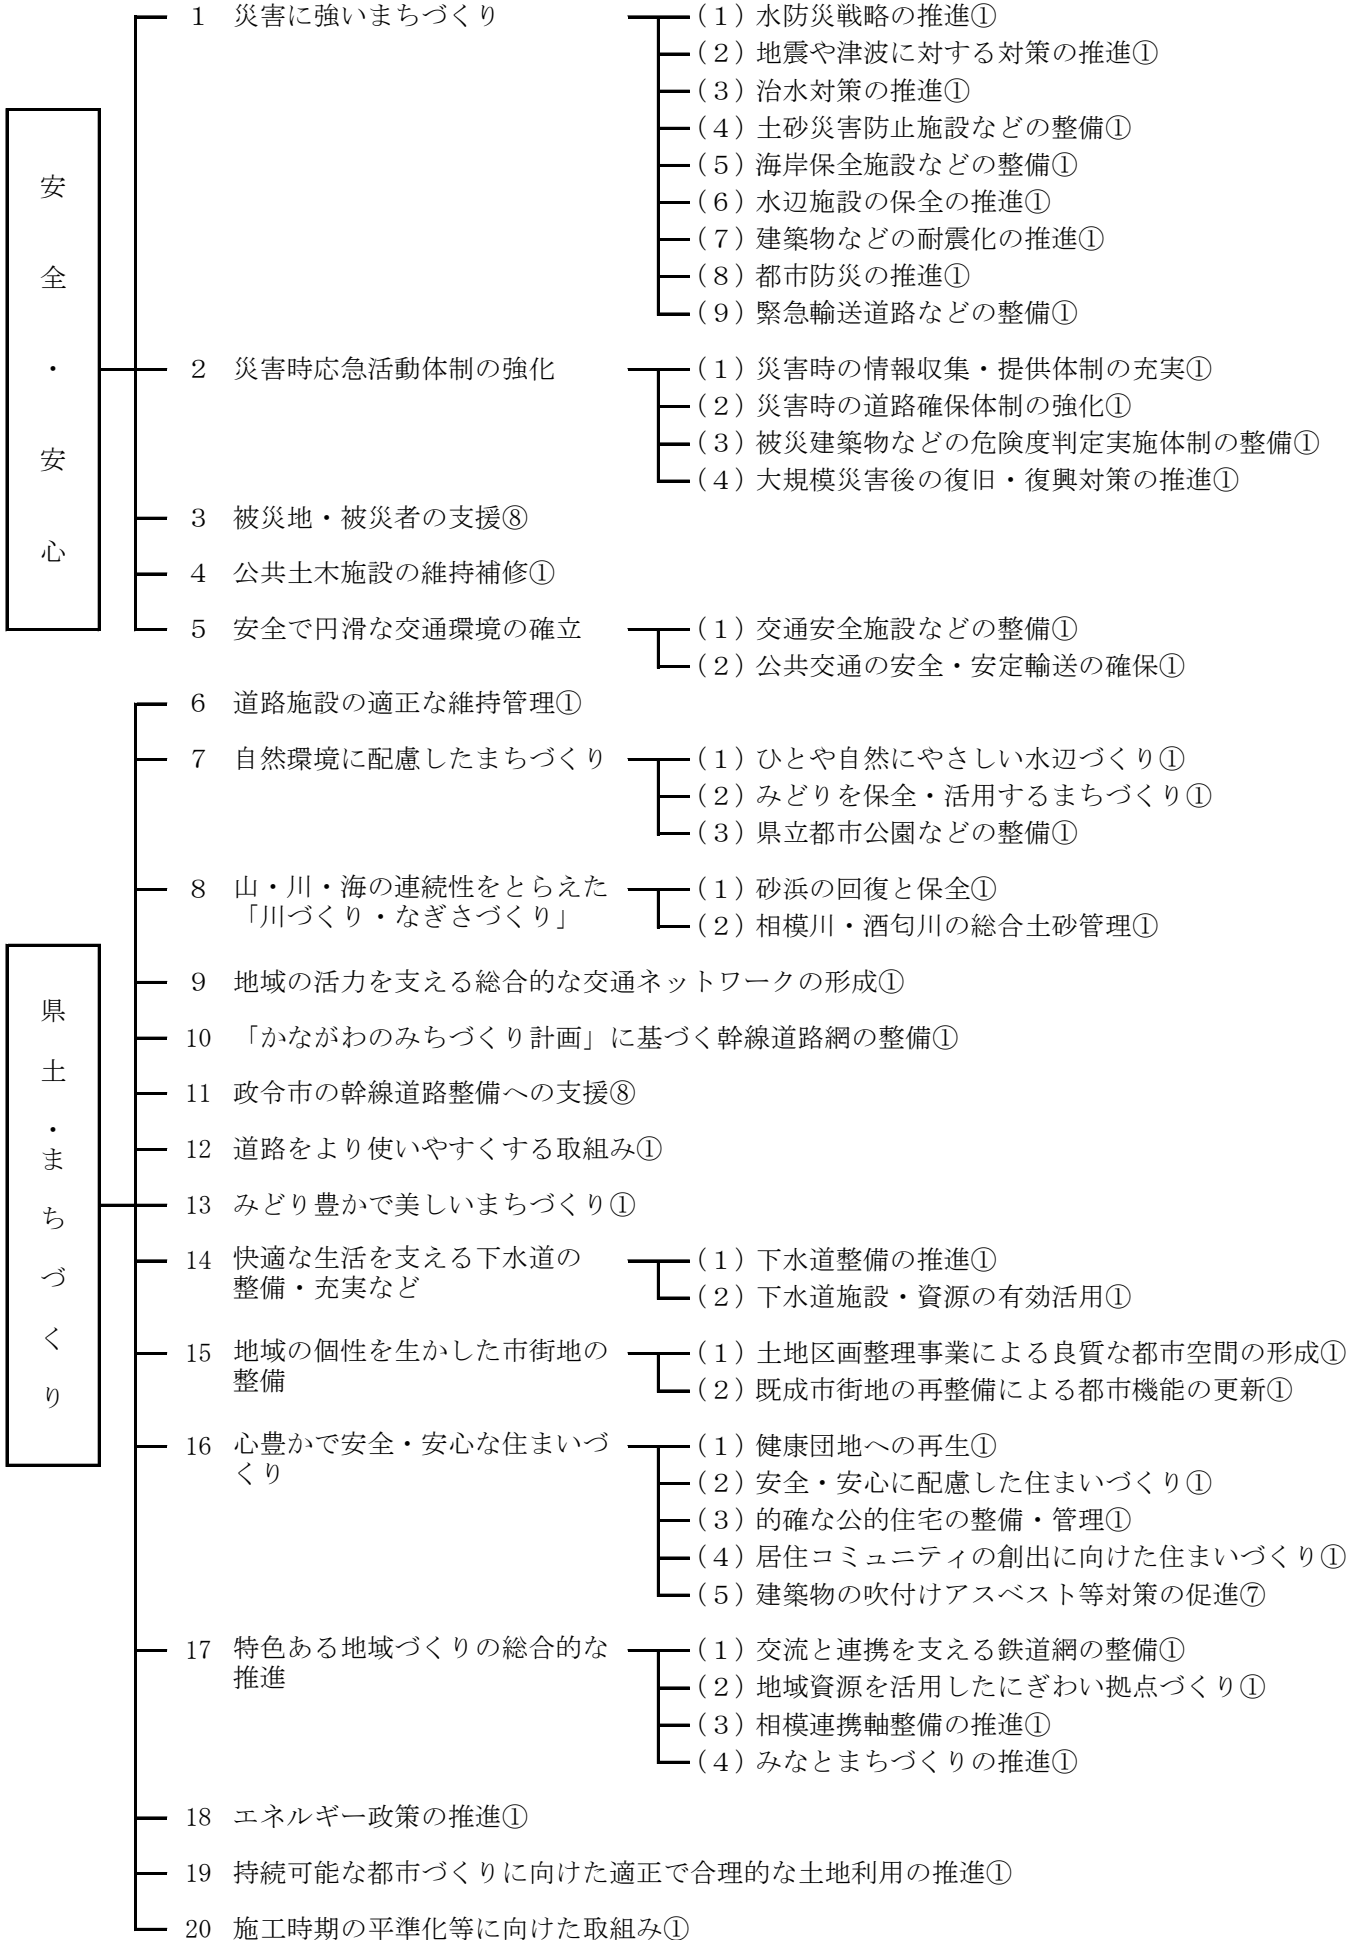 安全・安心
1 災害に強いまちづくり
(1)水防災戦略の推進①
(2)地震や津波に対する対策の推進①
(3)治水対策の推進①
(4)土砂災害防止施設などの整備①
(5)海岸保全施設などの整備①
(6)水辺施設の保全の推進①
(7)建築物などの耐震化の推進①
(8)都市防災の推進①
(9)緊急輸送道路などの整備①
2 災害時応急活動体制の強化
(1)災害時の情報収集・提供体制の充実①
(2)災害時の道路確保体制の強化①
(3)被災建築物などの危険度判定実施体制の整備①
(4)大規模災害後の復旧・復興対策の推進①
3 被災地・被災者の支援⑧
4 公共土木施設の維持補修①
5 安全で円滑な交通環境の確立
(1)交通安全施設などの整備①
(2)公共交通の安全・安定輸送の確保①
県土・まちづくり
6 道路施設の適正な維持管理①
7 自然環境に配慮したまちづくり
(1)ひとや自然にやさしい水辺づくり①
(2)みどりを保全・活用するまちづくり①
(3)県立都市公園などの整備①
8 山・川・海の連続性をとらえた
「川づくり・なぎさづくり」
(1)砂浜の回復と保全①
(2)相模川・酒匂川の総合土砂管理①
9 地域の活力を支える総合的な交通ネットワークの形成①
10 「かながわのみちづくり計画」に基づく幹線道路網の整備①
11 政令市の幹線道路整備への支援⑧
12 道路をより使いやすくする取組み①
13 みどり豊かで美しいまちづくり①
14 快適な生活を支える下水道の
整備・充実など
(1)下水道整備の推進①
(2)下水道施設・資源の有効活用①
15 地域の個性を生かした市街地の
整備
(1)土地区画整理事業による良質な都市空間の形成①
(2)既成市街地の再整備による都市機能の更新①
16 心豊かで安全・安心な住まいづ
くり
(1)健康団地への再生①
(2)安全・安心に配慮した住まいづくり①
(3)的確な公的住宅の整備・管理①
(4)居住コミュニティの創出に向けた住まいづくり①
(5)建築物の吹付けアスベスト等対策の促進⑦
17 特色ある地域づくりの総合的な
推進
(1)交流と連携を支える鉄道網の整備①
(2)地域資源を活用したにぎわい拠点づくり①
(3)相模連携軸整備の推進①
(4)みなとまちづくりの推進①
18 エネルギー政策の推進①
19 持続可能な都市づくりに向けた適正で合理的な土地利用の推進①
20 施工時期の平準化等に向けた取組み①